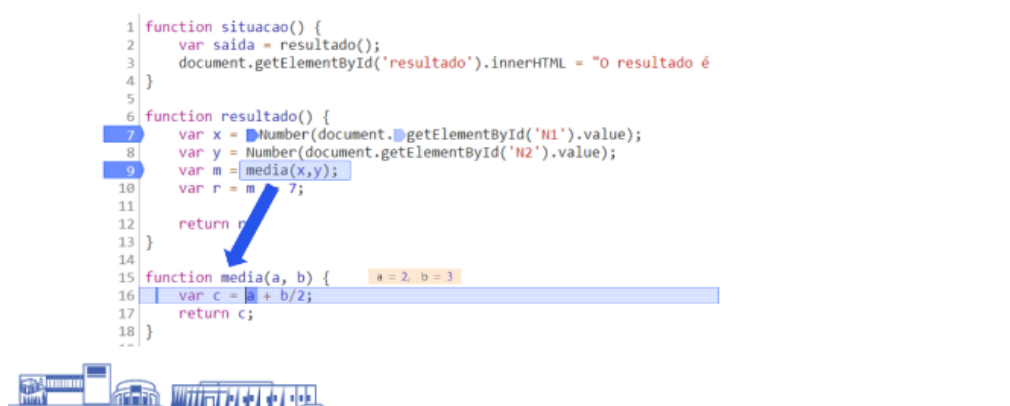 1 function situacao() {
2 var saida = resultado();
3 document.getElementById('resultado').innerHTML = "O resultado é
4 }
5
6 function resultado() {
7 var x = Number(document.getElementById('N1').value);
8 var y = Number(document.getElementById('N2').value);
9 var m = media(x,y);
10 var r = m 7;
11
12 return
13 }
14
15 function media(a, b) { a = 2, b = 3
16 var c = a + b/2;
17 return c;
18 }